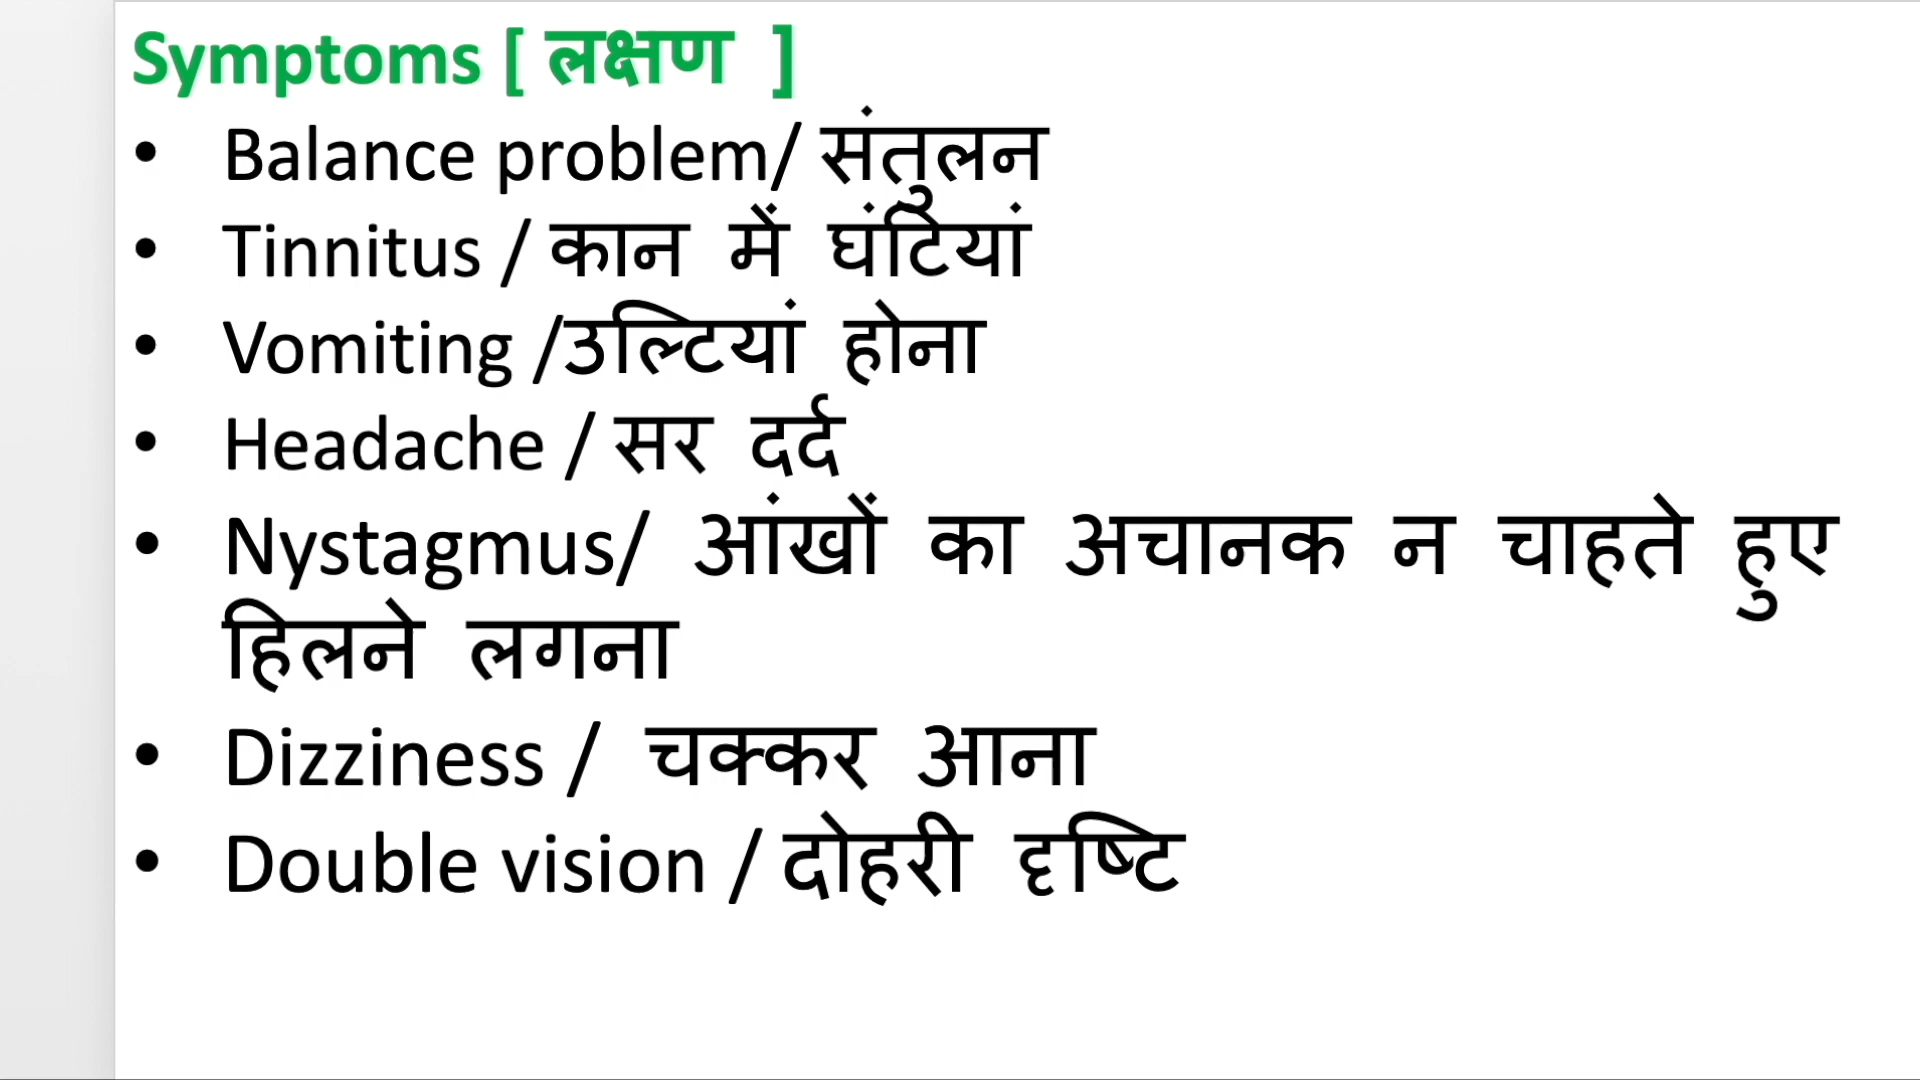 Symptoms [ लक्षण ]
• Balance problem/ संतुलन
• Tinnitus / कान में घंटियां
• Vomiting /उल्टियां होना
• Headache / सर दर्द
• Nystagmus/ आंखों का अचानक न चाहते हुए
हिलने लगना
• Dizziness / चक्कर आना
• Double vision / दोहरी दृष्टि